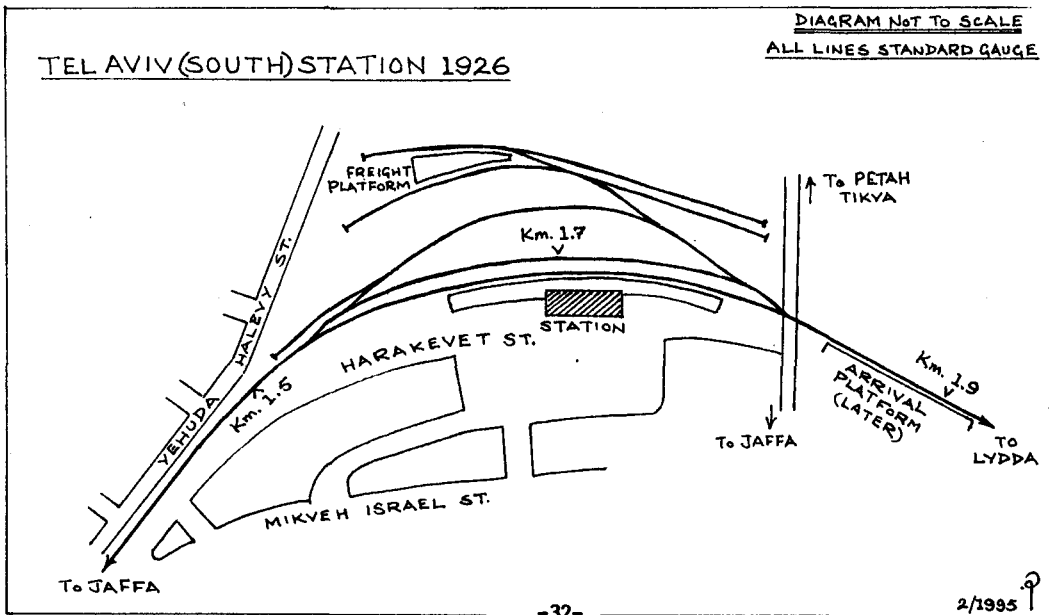 DIAGRAM NOT TO SCALE
ALL LINES STANDARD GAUGE
TEL AVIV (SOUTH) STATION 1926
FREIGHT
PLATFORM
TO PETAH
TIKVA
Km. 1.7
YEHUDA HALEVY ST.
STATION
HARAKEVET ST.
Km. 1.5
Km. 1.9
ARRIVAL
PLATFORM
(LATER)
TO JAFFA
TO
LYDDA
MIKVEH ISRAEL ST.
TO JAFFA
-32-
2/1995